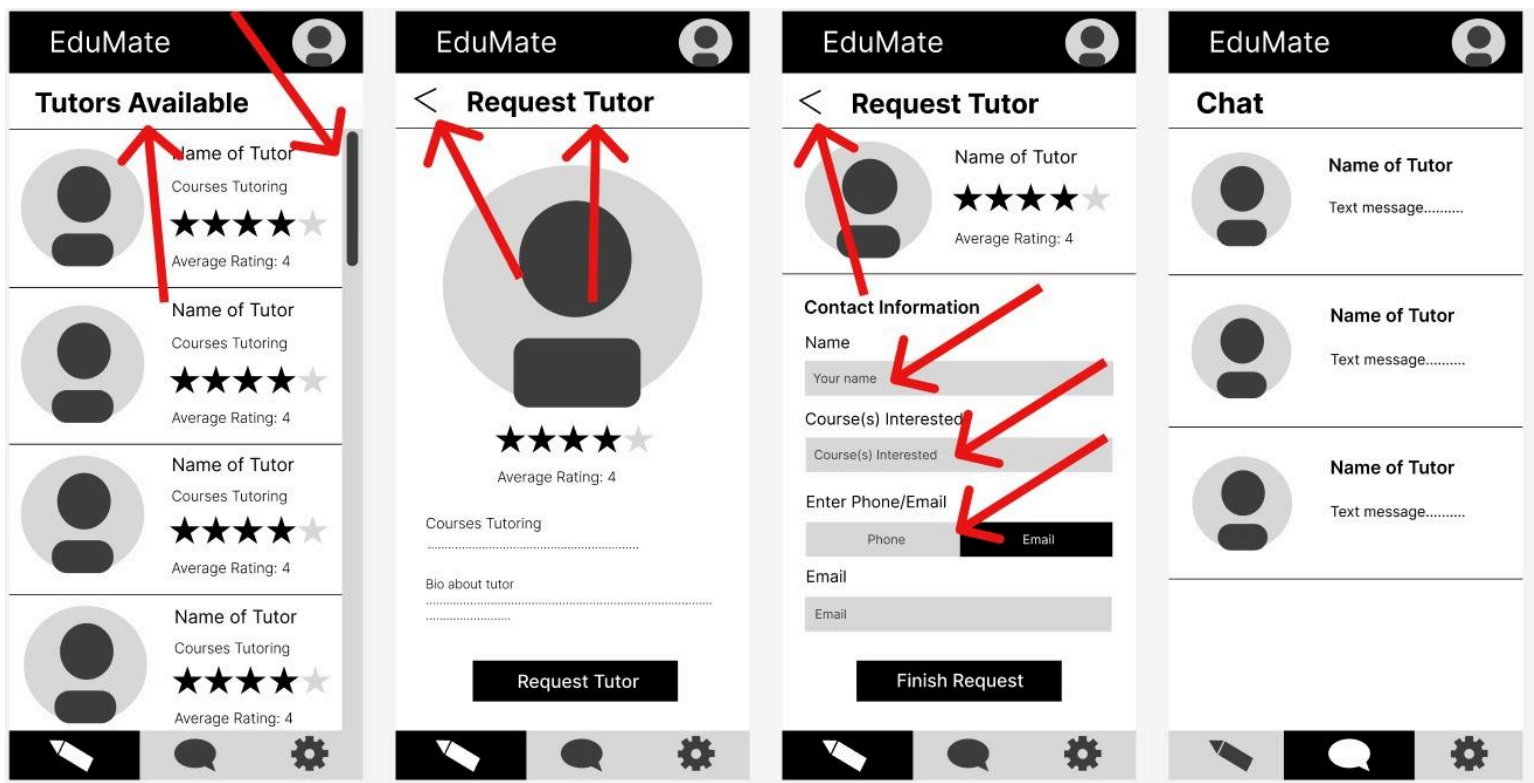 EduMate
Tutors Available
Name of Tutor
Courses Tutoring
Average Rating: 4
Name of Tutor
Courses Tutoring
Average Rating: 4
Name of Tutor
Courses Tutoring
Average Rating: 4
Name of Tutor
Courses Tutoring
Average Rating: 4
EduMate
< Request Tutor
Average Rating: 4
Courses Tutoring
Bio about tutor
Request Tutor
EduMate
< Request Tutor
Name of Tutor
Average Rating: 4
Contact Information
Name
Your name
Course(s) Interested
Course(s) Interested
Enter Phone/Email
Phone Email
Email
Email
Finish Request
EduMate
Chat
Name of Tutor
Text message..........
Name of Tutor
Text message..........
Name of Tutor
Text message..........